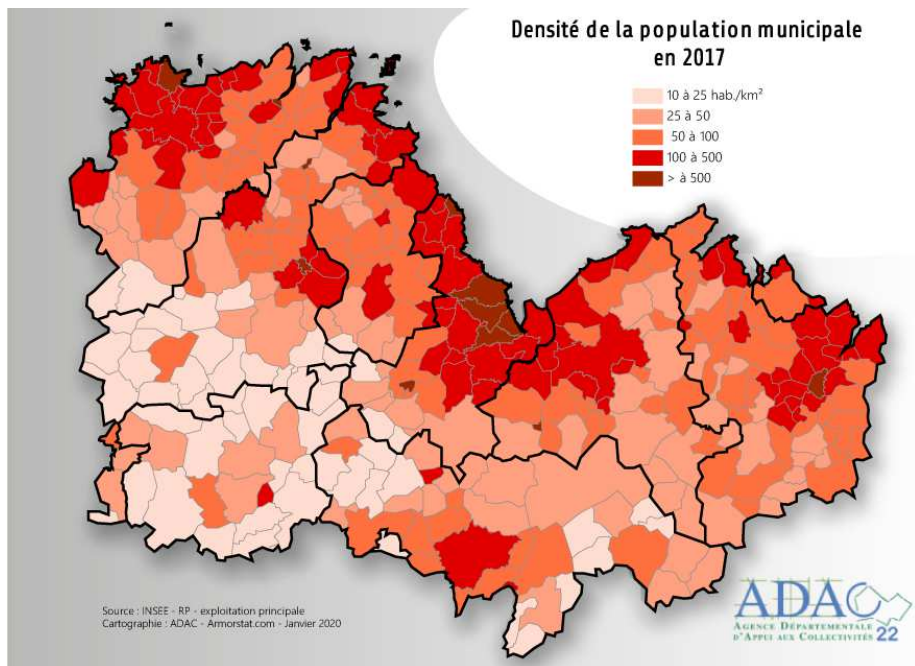 Densité de la population municipale
en 2017
10 à 25 hab./km²
25 à 50
50 à 100
100 à 500
> à 500
Source : INSEE - RP - exploitation principale
Cartographie : ADAC - Armorstat.com - Janvier 2020
ADAC
AGENCE DÉPARTEMENTALE
D'APPUI AUX COLLECTIVITÉS 22